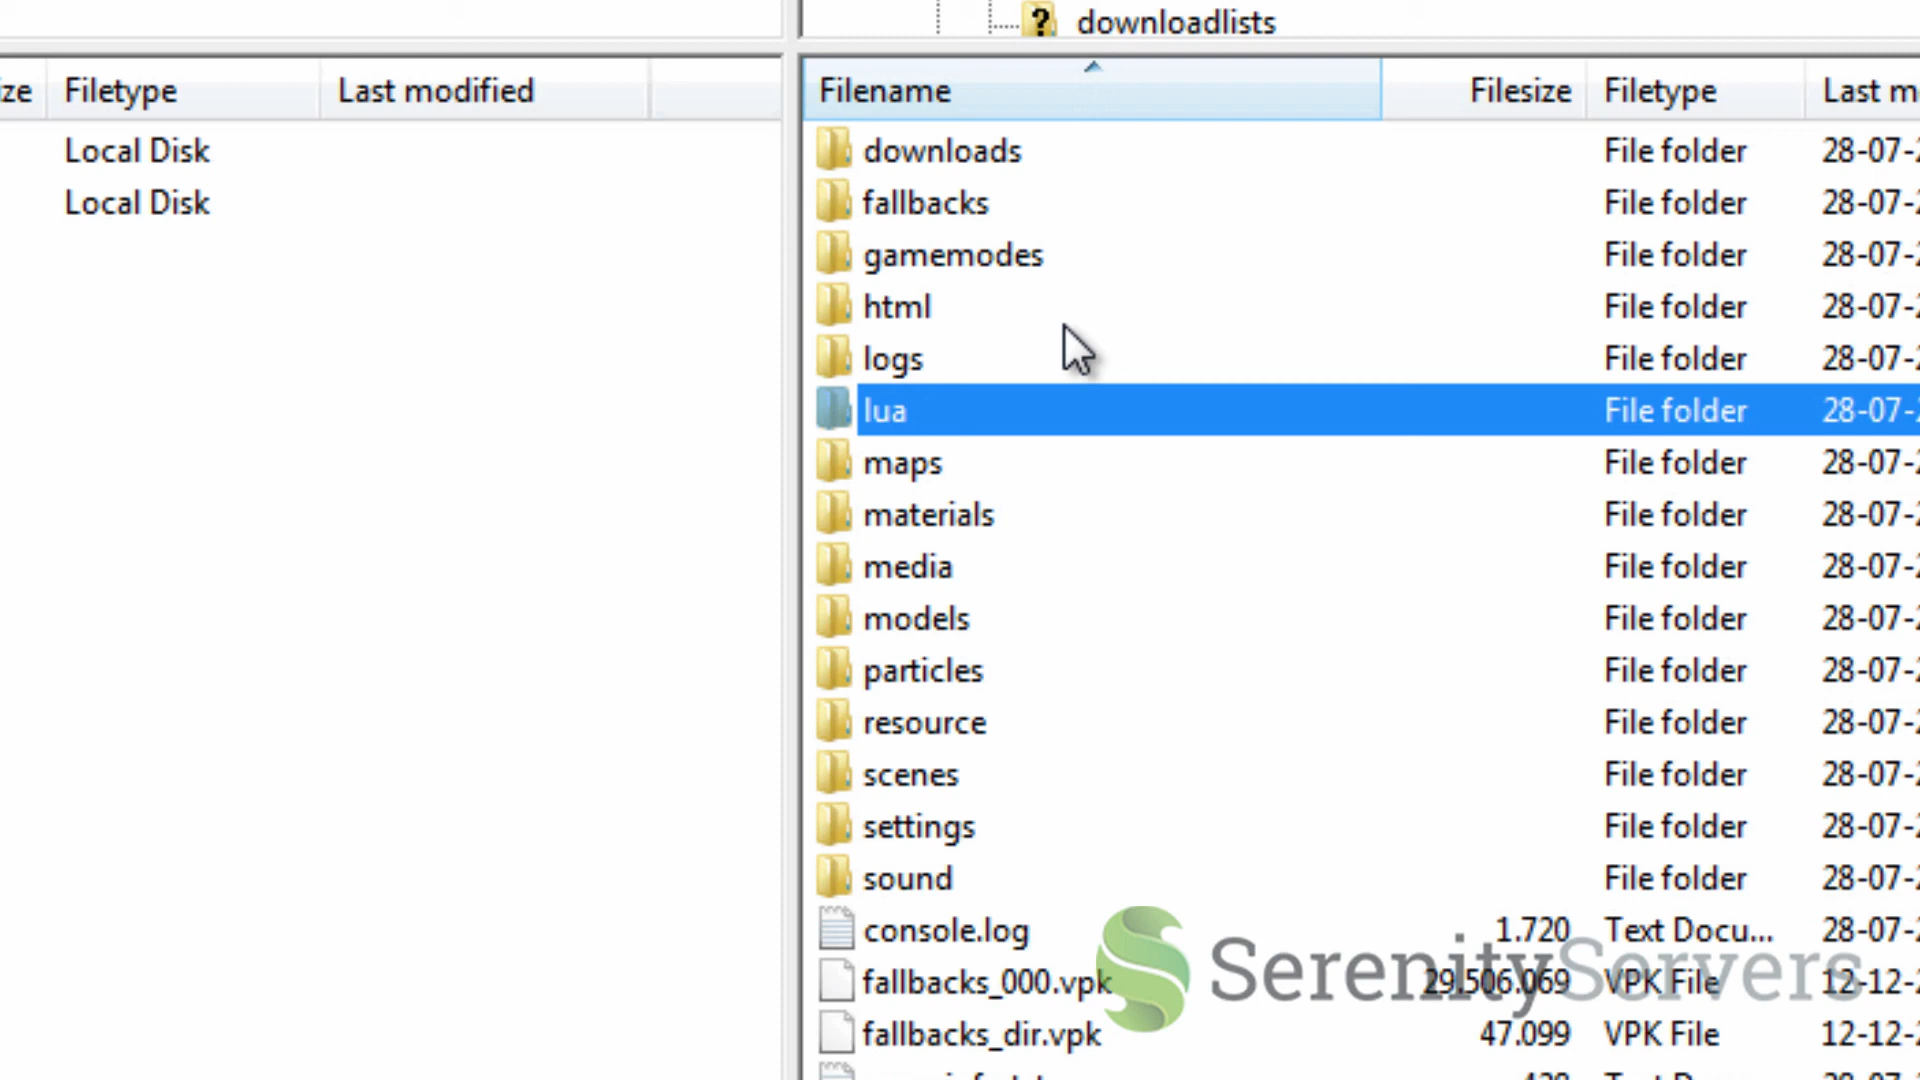 downloadlists
Filetype Last modified
Local Disk
Local Disk
Filename Filesize Filetype
downloads File folder 28-07-
fallbacks File folder 28-07-
gamemodes File folder 28-07-
html File folder 28-07-
logs File folder 28-07-
lua File folder 28-07-
maps File folder 28-07-
materials File folder 28-07-
media File folder 28-07-
models File folder 28-07-
particles File folder 28-07-
resource File folder 28-07-
scenes File folder 28-07-
settings File folder 28-07-
sound File folder 28-07-
console.log 1.720 Text Docu... 28-07-
fallbacks_000.vpk 29.506.069 VPK File 12-12-
fallbacks_dir.vpk 47.099 VPK File 12-12-
SerenityServers